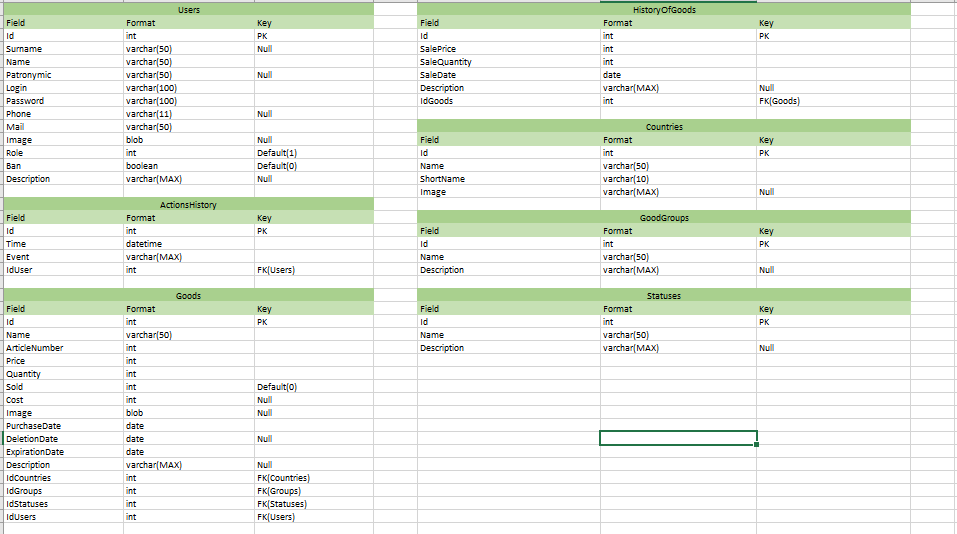 Users
Field Format Key
Id int PK
Surname varchar(50) Null
Name varchar(50)
Patronymic varchar(50) Null
Login varchar(100)
Password varchar(100)
Phone varchar(11) Null
Mail varchar(50)
Image blob Null
Role int Default(1)
Ban boolean Default(0)
Description varchar(MAX) Null
ActionsHistory
Field Format Key
Id int PK
Time datetime
Event varchar(MAX)
IdUser int FK(Users)
Goods
Field Format Key
Id int PK
Name varchar(50)
ArticleNumber int
Price int
Quantity int
Sold int Default(0)
Cost int Null
Image blob Null
PurchaseDate date
DeletionDate date Null
ExpirationDate date
Description varchar(MAX) Null
IdCountries int FK(Countries)
IdGroups int FK(Groups)
IdStatuses int FK(Statuses)
IdUsers int FK(Users)
HistoryOfGoods
Field Format Key
Id int PK
SalePrice int
SaleQuantity int
SaleDate date
Description varchar(MAX) Null
IdGoods int FK(Goods)
Countries
Field Format Key
Id int PK
Name varchar(50)
ShortName varchar(10)
Image varchar(MAX) Null
GoodGroups
Field Format Key
Id int PK
Name varchar(50)
Description varchar(MAX) Null
Statuses
Field Format Key
Id int PK
Name varchar(50)
Description varchar(MAX) Null